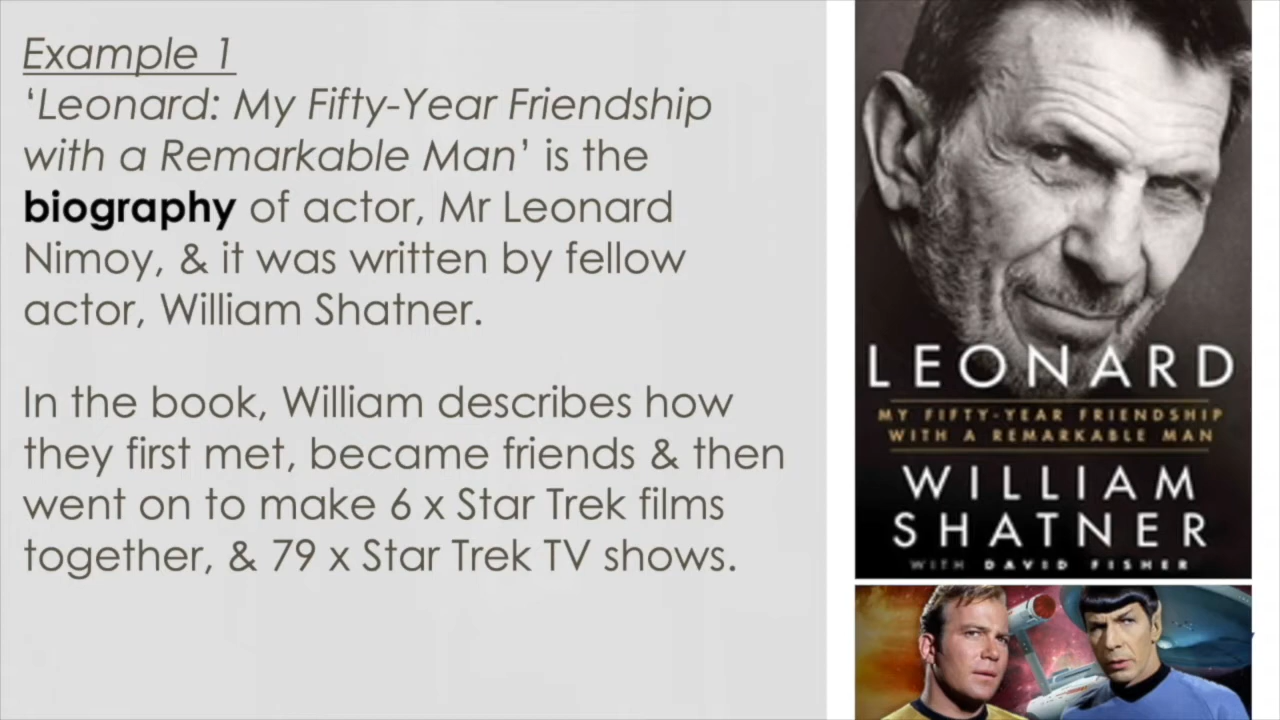 Example 1
‘Leonard: My Fifty-Year Friendship
with a Remarkable Man’ is the
biography of actor, Mr Leonard
Nimoy, & it was written by fellow
actor, William Shatner.
In the book, William describes how
they first met, became friends & then
went on to make 6 x Star Trek films
together, & 79 x Star Trek TV shows.
LEONARD
MY FIFTY-YEAR FRIENDSHIP
WITH A REMARKABLE MAN
WILLIAM
SHATNER
WITH DAVID FISHER